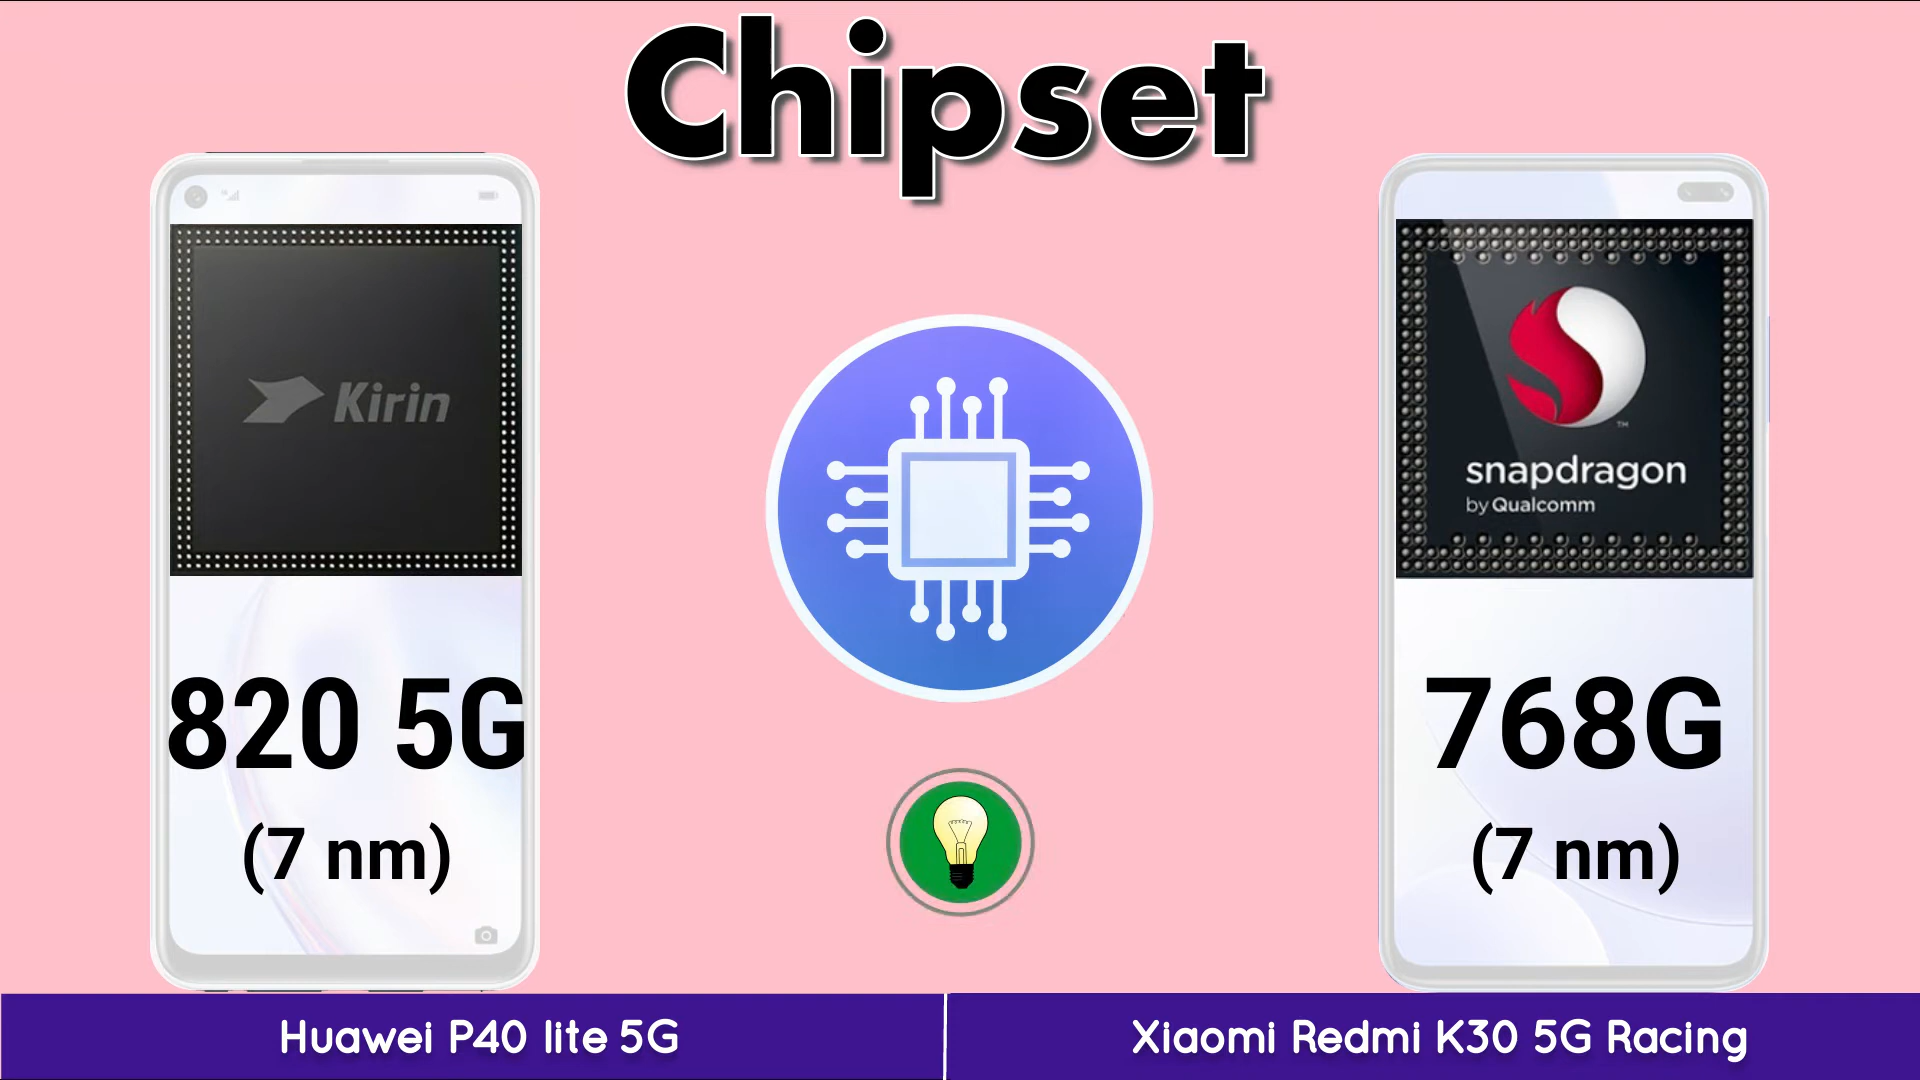 Chipset
Kirin
820 5G
(7 nm)
snapdragon
by Qualcomm
TM
768G
(7 nm)
Huawei P40 lite 5G
Xiaomi Redmi K30 5G Racing